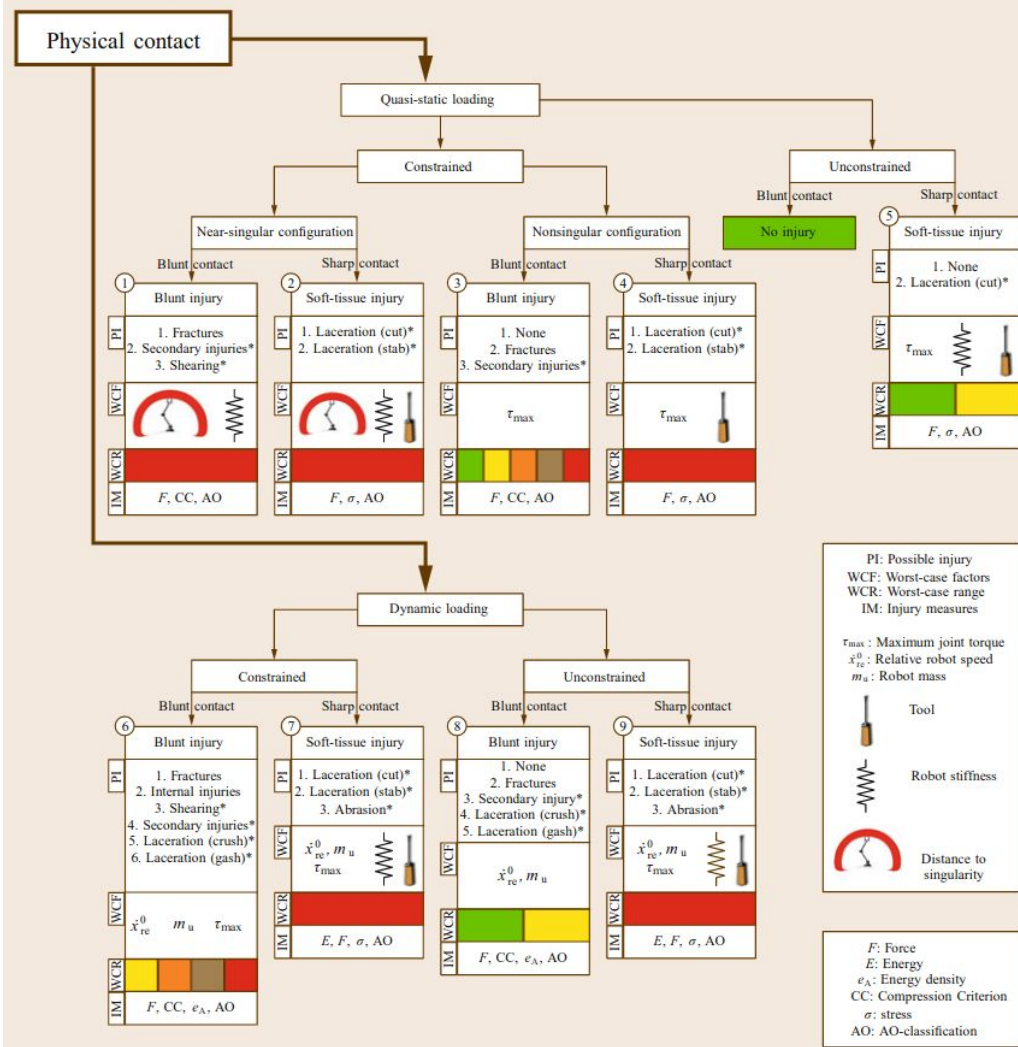 Physical contact
Quasi-static loading
Constrained
Unconstrained
Blunt contact
Sharp contact
No injury
Near-singular configuration
Nonsingular configuration
Blunt contact
Sharp contact
Blunt contact
Sharp contact
1
Blunt injury
PI
1. Fractures
2. Secondary injuries*
3. Shearing*
WCF
WCR
IM
F, CC, AO
2
Soft-tissue injury
PI
1. Laceration (cut)*
2. Laceration (stab)*
WCF
WCR
IM
F, σ, AO
3
Blunt injury
PI
1. None
2. Fractures
3. Secondary injuries*
WCF
τmax
WCR
IM
F, CC, AO
4
Soft-tissue injury
PI
1. Laceration (cut)*
2. Laceration (stab)*
WCF
τmax
WCR
IM
F, σ, AO
5
Soft-tissue injury
PI
1. None
2. Laceration (cut)*
WCF
τmax
WCR
IM
F, σ, AO
Dynamic loading
Constrained
Unconstrained
Blunt contact
Sharp contact
Blunt contact
Sharp contact
6
Blunt injury
PI
1. Fractures
2. Internal injuries
3. Shearing*
4. Secondary injuries*
5. Laceration (crush)*
6. Laceration (gash)*
WCF
ẋ⁰re mu τmax
WCR
IM
F, CC, eA, AO
7
Soft-tissue injury
PI
1. Laceration (cut)*
2. Laceration (stab)*
3. Abrasion*
WCF
ẋ⁰re, mu
τmax
WCR
IM
E, F, σ, AO
8
Blunt injury
PI
1. None
2. Fractures
3. Secondary injury*
4. Laceration (crush)*
5. Laceration (gash)*
WCF
ẋ⁰re, mu
WCR
IM
F, CC, eA, AO
9
Soft-tissue injury
PI
1. Laceration (cut)*
2. Laceration (stab)*
3. Abrasion*
WCF
ẋ⁰re, mu
τmax
WCR
IM
E, F, σ, AO
PI: Possible injury
WCF: Worst-case factors
WCR: Worst-case range
IM: Injury measures
τmax : Maximum joint torque
ẋ⁰re : Relative robot speed
mu : Robot mass
Tool
Robot stiffness
Distance to
singularity
F: Force
E: Energy
eA: Energy density
CC: Compression Criterion
σ: stress
AO: AO-classification